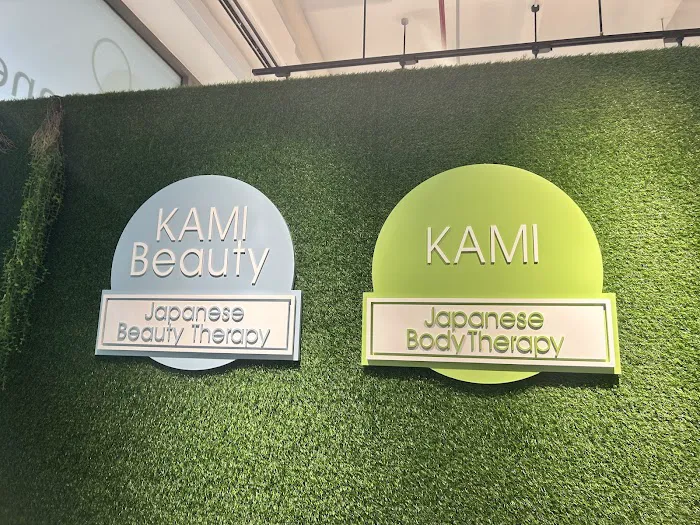 KAMI
Beauty
Japanese
Beauty Therapy
KAMI
Japanese
Body Therapy